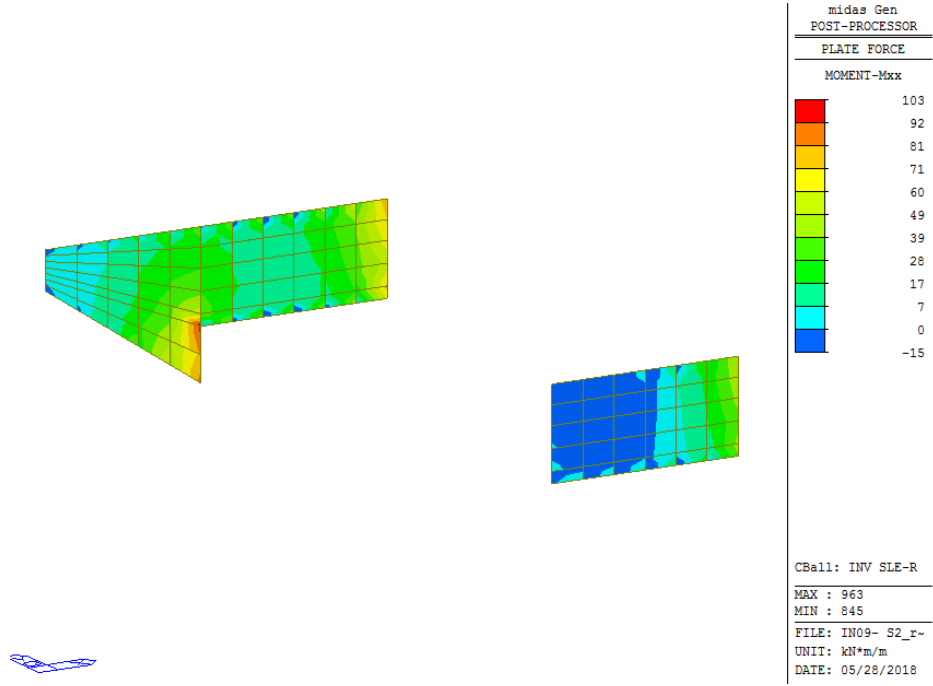 midas Gen
POST-PROCESSOR
PLATE FORCE
MOMENT-Mxx
103
92
81
71
60
49
39
28
17
7
0
-15
CBall: INV SLE-R
MAX : 963
MIN : 845
FILE: IN09- S2_r~
UNIT: kN*m/m
DATE: 05/28/2018